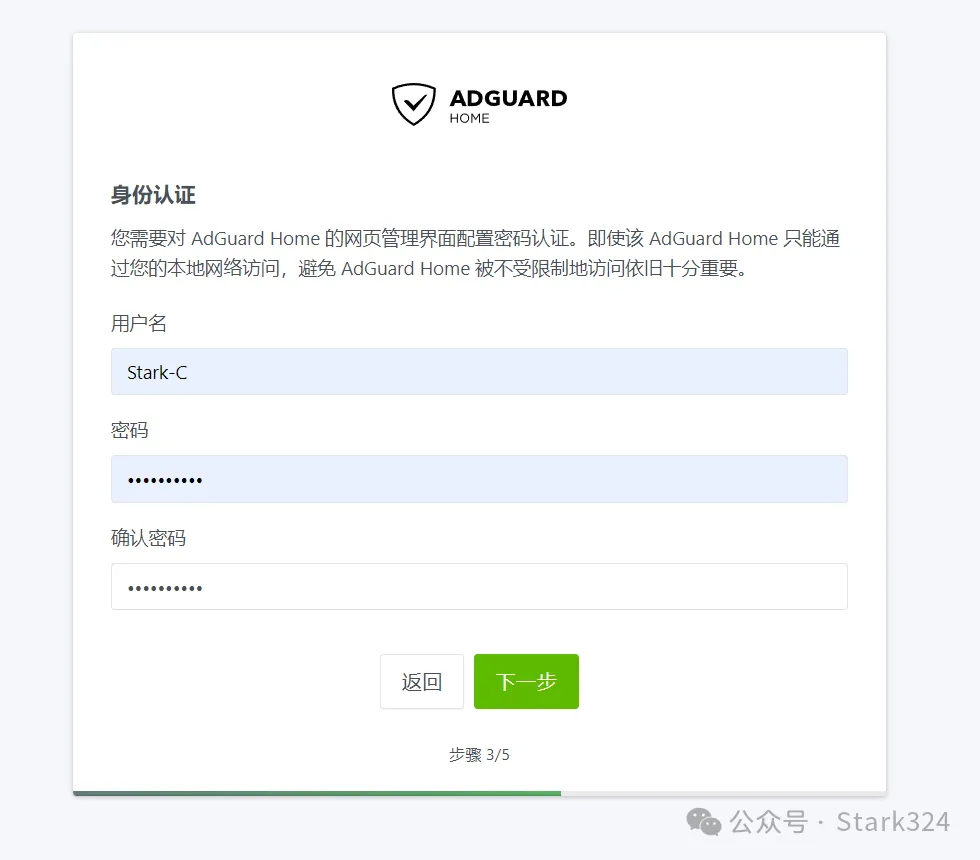 ADGUARD
HOME
身份认证
您需要对 AdGuard Home 的网页管理界面配置密码认证。即使该 AdGuard Home 只能通
过您的本地网络访问，避免 AdGuard Home 被不受限制地访问依旧十分重要。
用户名
Stark-C
密码
••••••••••
确认密码
••••••••••
返回
下一步
步骤 3/5
公众号 · Stark324